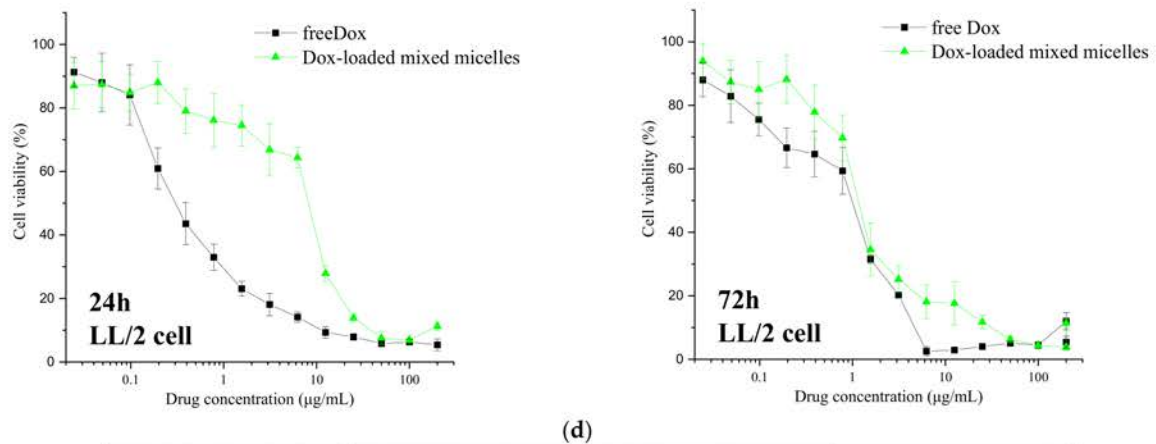 freeDox
Dox-loaded mixed micelles
100
80
60
40
20
0
Cell viability (%)
24h
LL/2 cell
0.1
1
10
100
Drug concentration (μg/mL)
free Dox
Dox-loaded mixed micelles
100
80
60
40
20
0
Cell viability (%)
72h
LL/2 cell
0.1
1
10
100
Drug concentration (μg/mL)
(d)